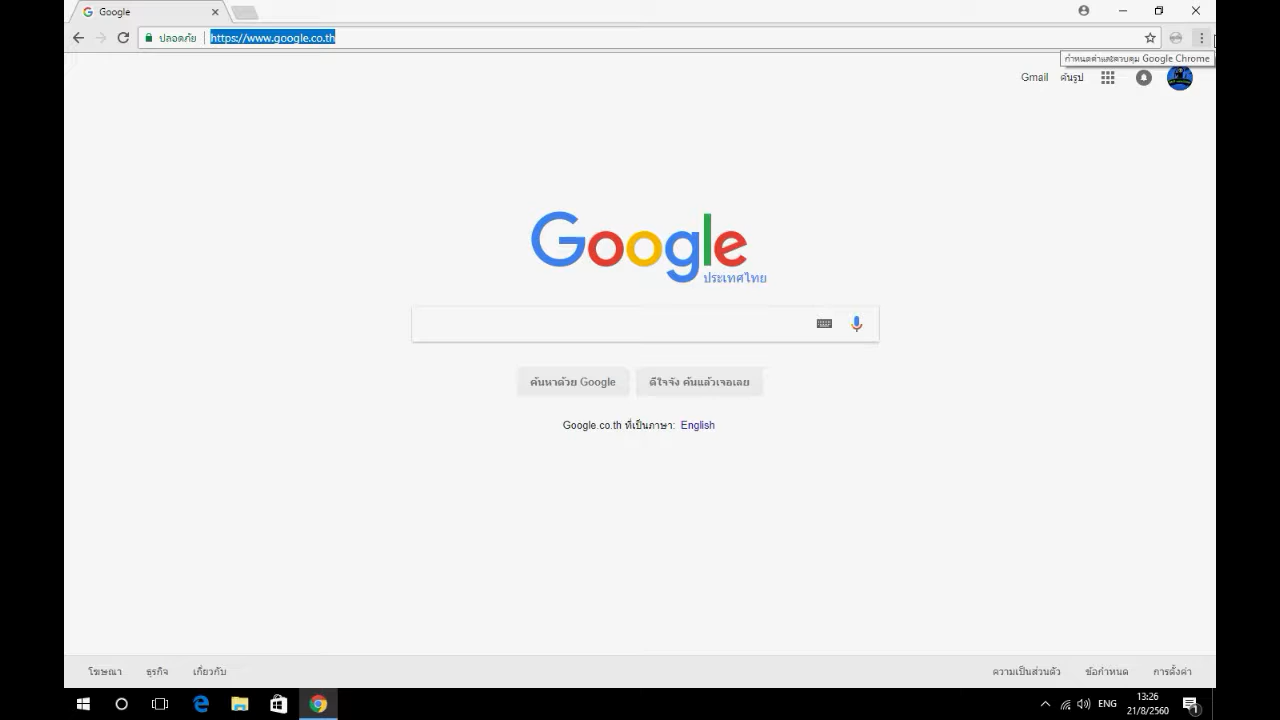 Google
ปลอดภัย
https://www.google.co.th
กำหนดค่าและควบคุม Google Chrome
Gmail ค้นรูป
Google
ประเทศไทย
ค้นหาด้วย Google ดีใจจัง ค้นแล้วเจอเลย
Google.co.th ที่เป็นภาษา: English
โฆษณา ธุรกิจ เกี่ยวกับ ความเป็นส่วนตัว ข้อกำหนด การตั้งค่า
ENG
13:26
21/8/2560
1